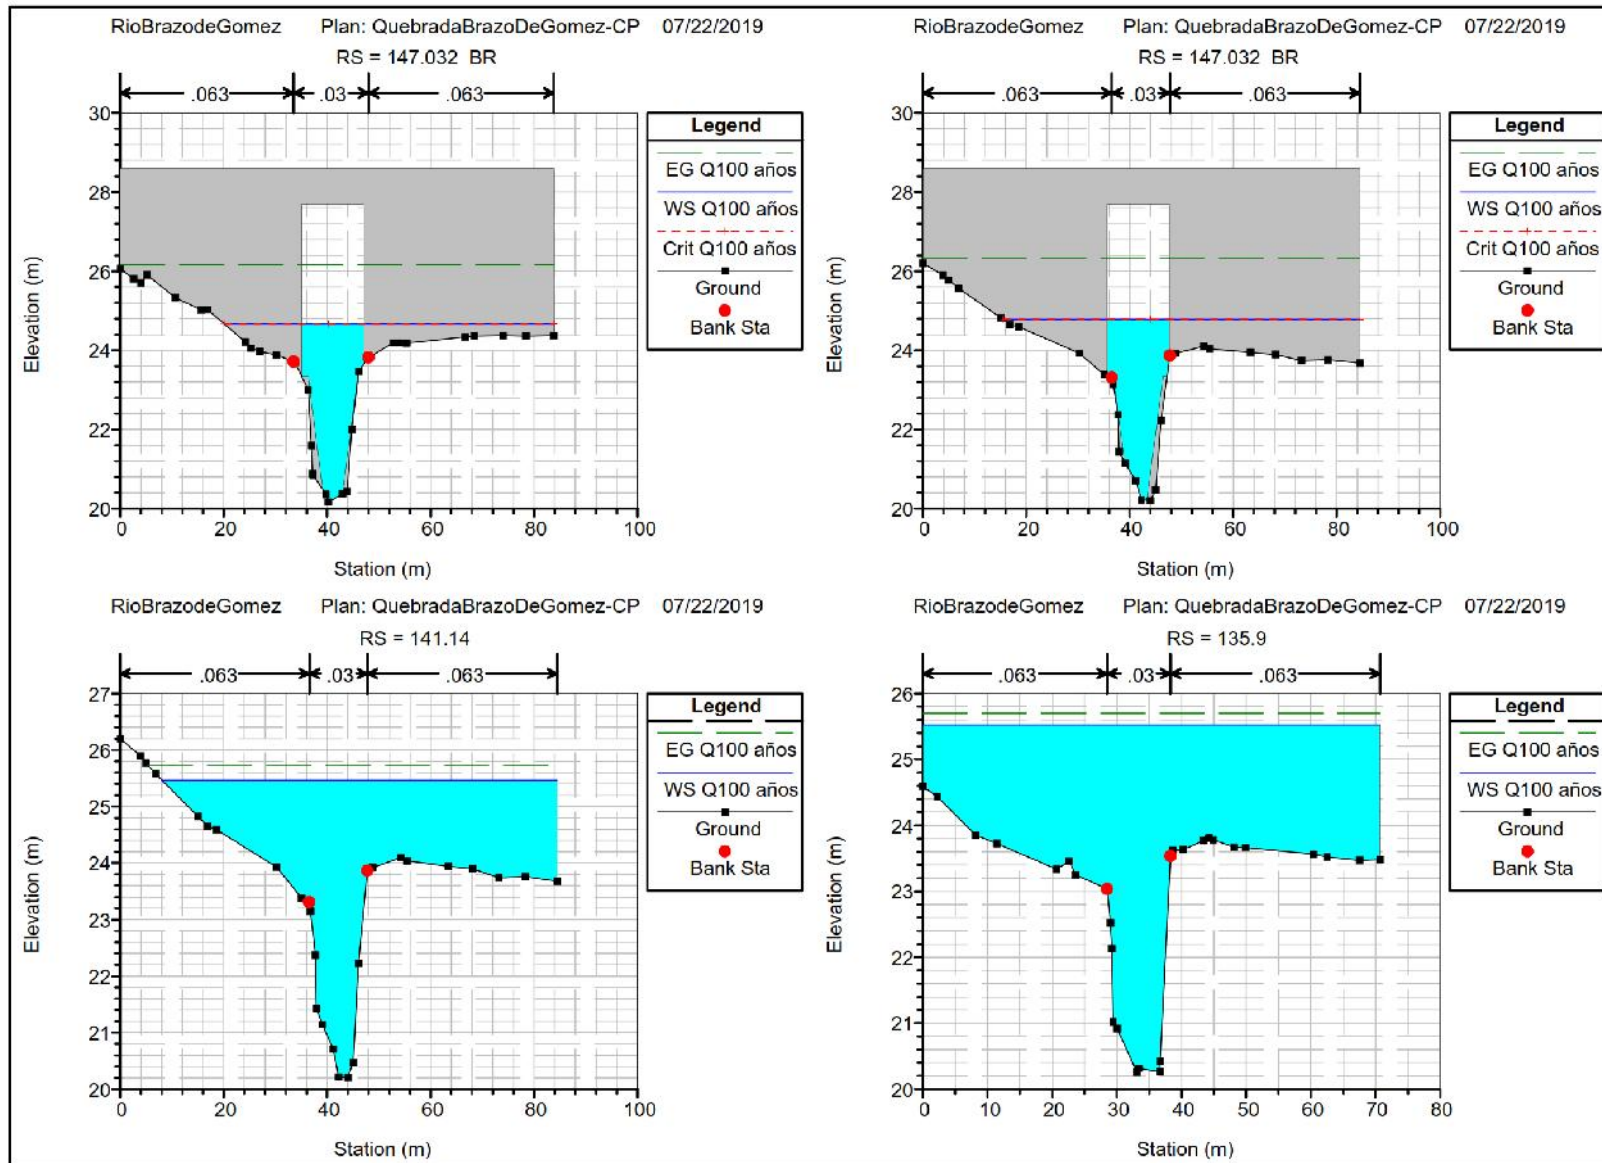 RioBrazodeGomez Plan: QuebradaBrazoDeGomez-CP 07/22/2019
RS = 147.032 BR
.063 .03 .063
30
28
26
24
22
20
0 20 40 60 80 100
Elevation (m)
Station (m)
Legend
EG Q100 años
WS Q100 años
Crit Q100 años
Ground
Bank Sta
RioBrazodeGomez Plan: QuebradaBrazoDeGomez-CP 07/22/2019
RS = 147.032 BR
.063 .03 .063
30
28
26
24
22
20
0 20 40 60 80 100
Elevation (m)
Station (m)
Legend
EG Q100 años
WS Q100 años
Crit Q100 años
Ground
Bank Sta
RioBrazodeGomez Plan: QuebradaBrazoDeGomez-CP 07/22/2019
RS = 141.14
.063 .03 .063
27
26
25
24
23
22
21
20
0 20 40 60 80 100
Elevation (m)
Station (m)
Legend
EG Q100 años
WS Q100 años
Ground
Bank Sta
RioBrazodeGomez Plan: QuebradaBrazoDeGomez-CP 07/22/2019
RS = 135.9
.063 .03 .063
26
25
24
23
22
21
20
0 10 20 30 40 50 60 70 80
Elevation (m)
Station (m)
Legend
EG Q100 años
WS Q100 años
Ground
Bank Sta